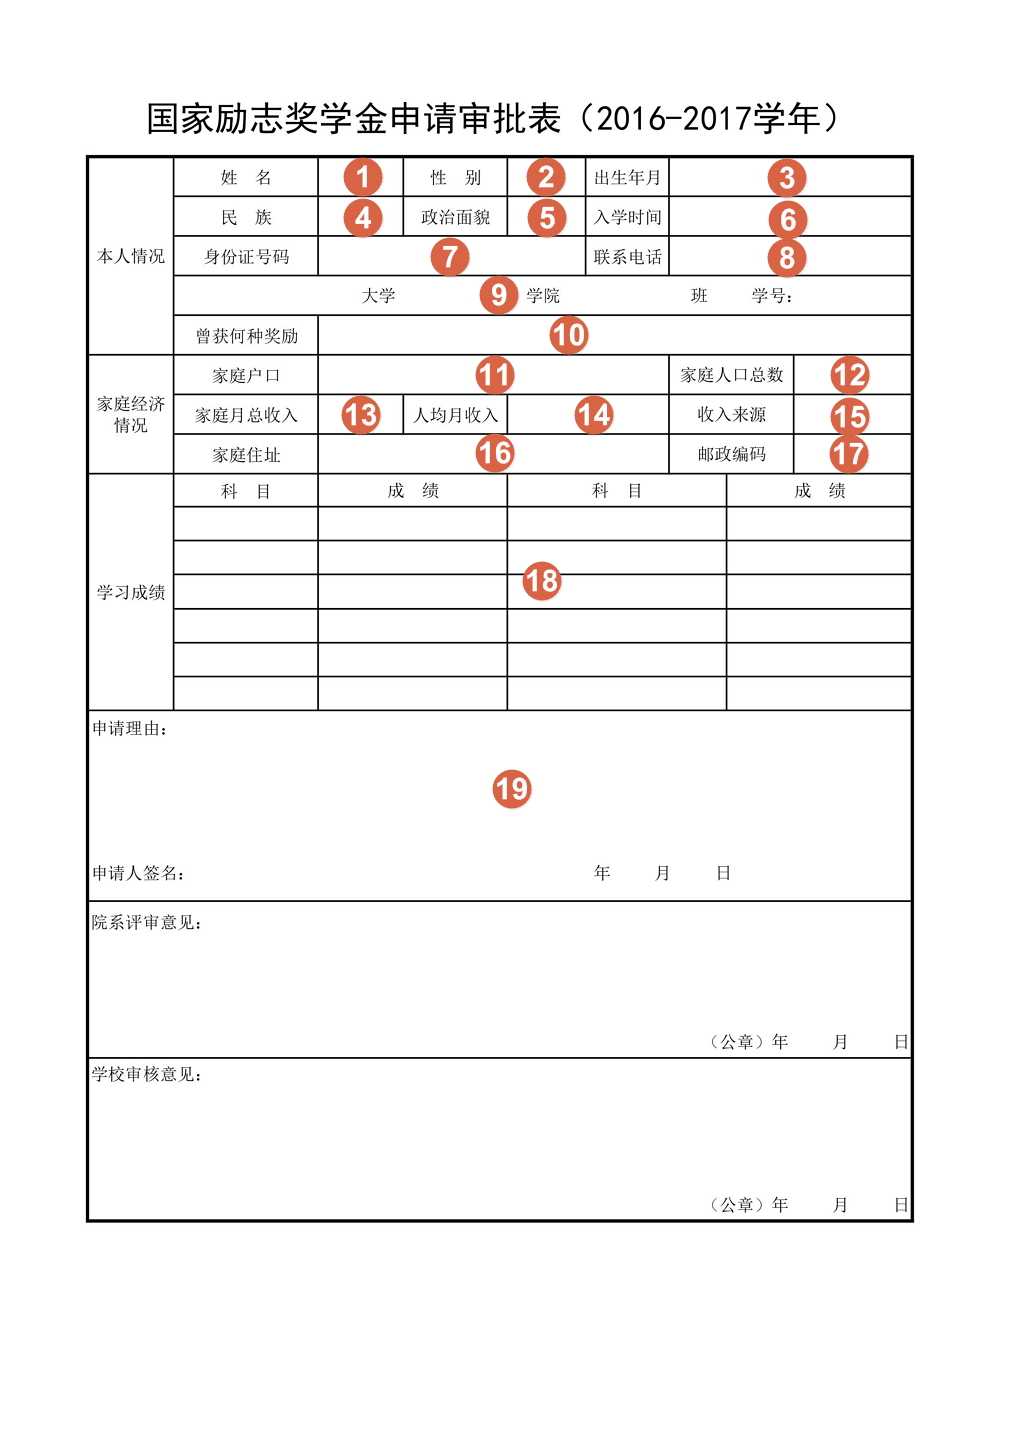 国家励志奖学金申请审批表（2016-2017学年）
本人情况
姓 名 1 性 别 2 出生年月 3
民 族 4 政治面貌 5 入学时间 6
身份证号码 7 联系电话 8
大学 9 学院 班 学号:
曾获何种奖励 10
家庭经济
情况
家庭户口 11 家庭人口总数 12
家庭月总收入 13 人均月收入 14 收入来源 15
家庭住址 16 邮政编码 17
学习成绩
科 目 成 绩 科 目 成 绩
18
申请理由:
19
申请人签名: 年 月 日
院系评审意见:
（公章）年 月 日
学校审核意见:
（公章）年 月 日